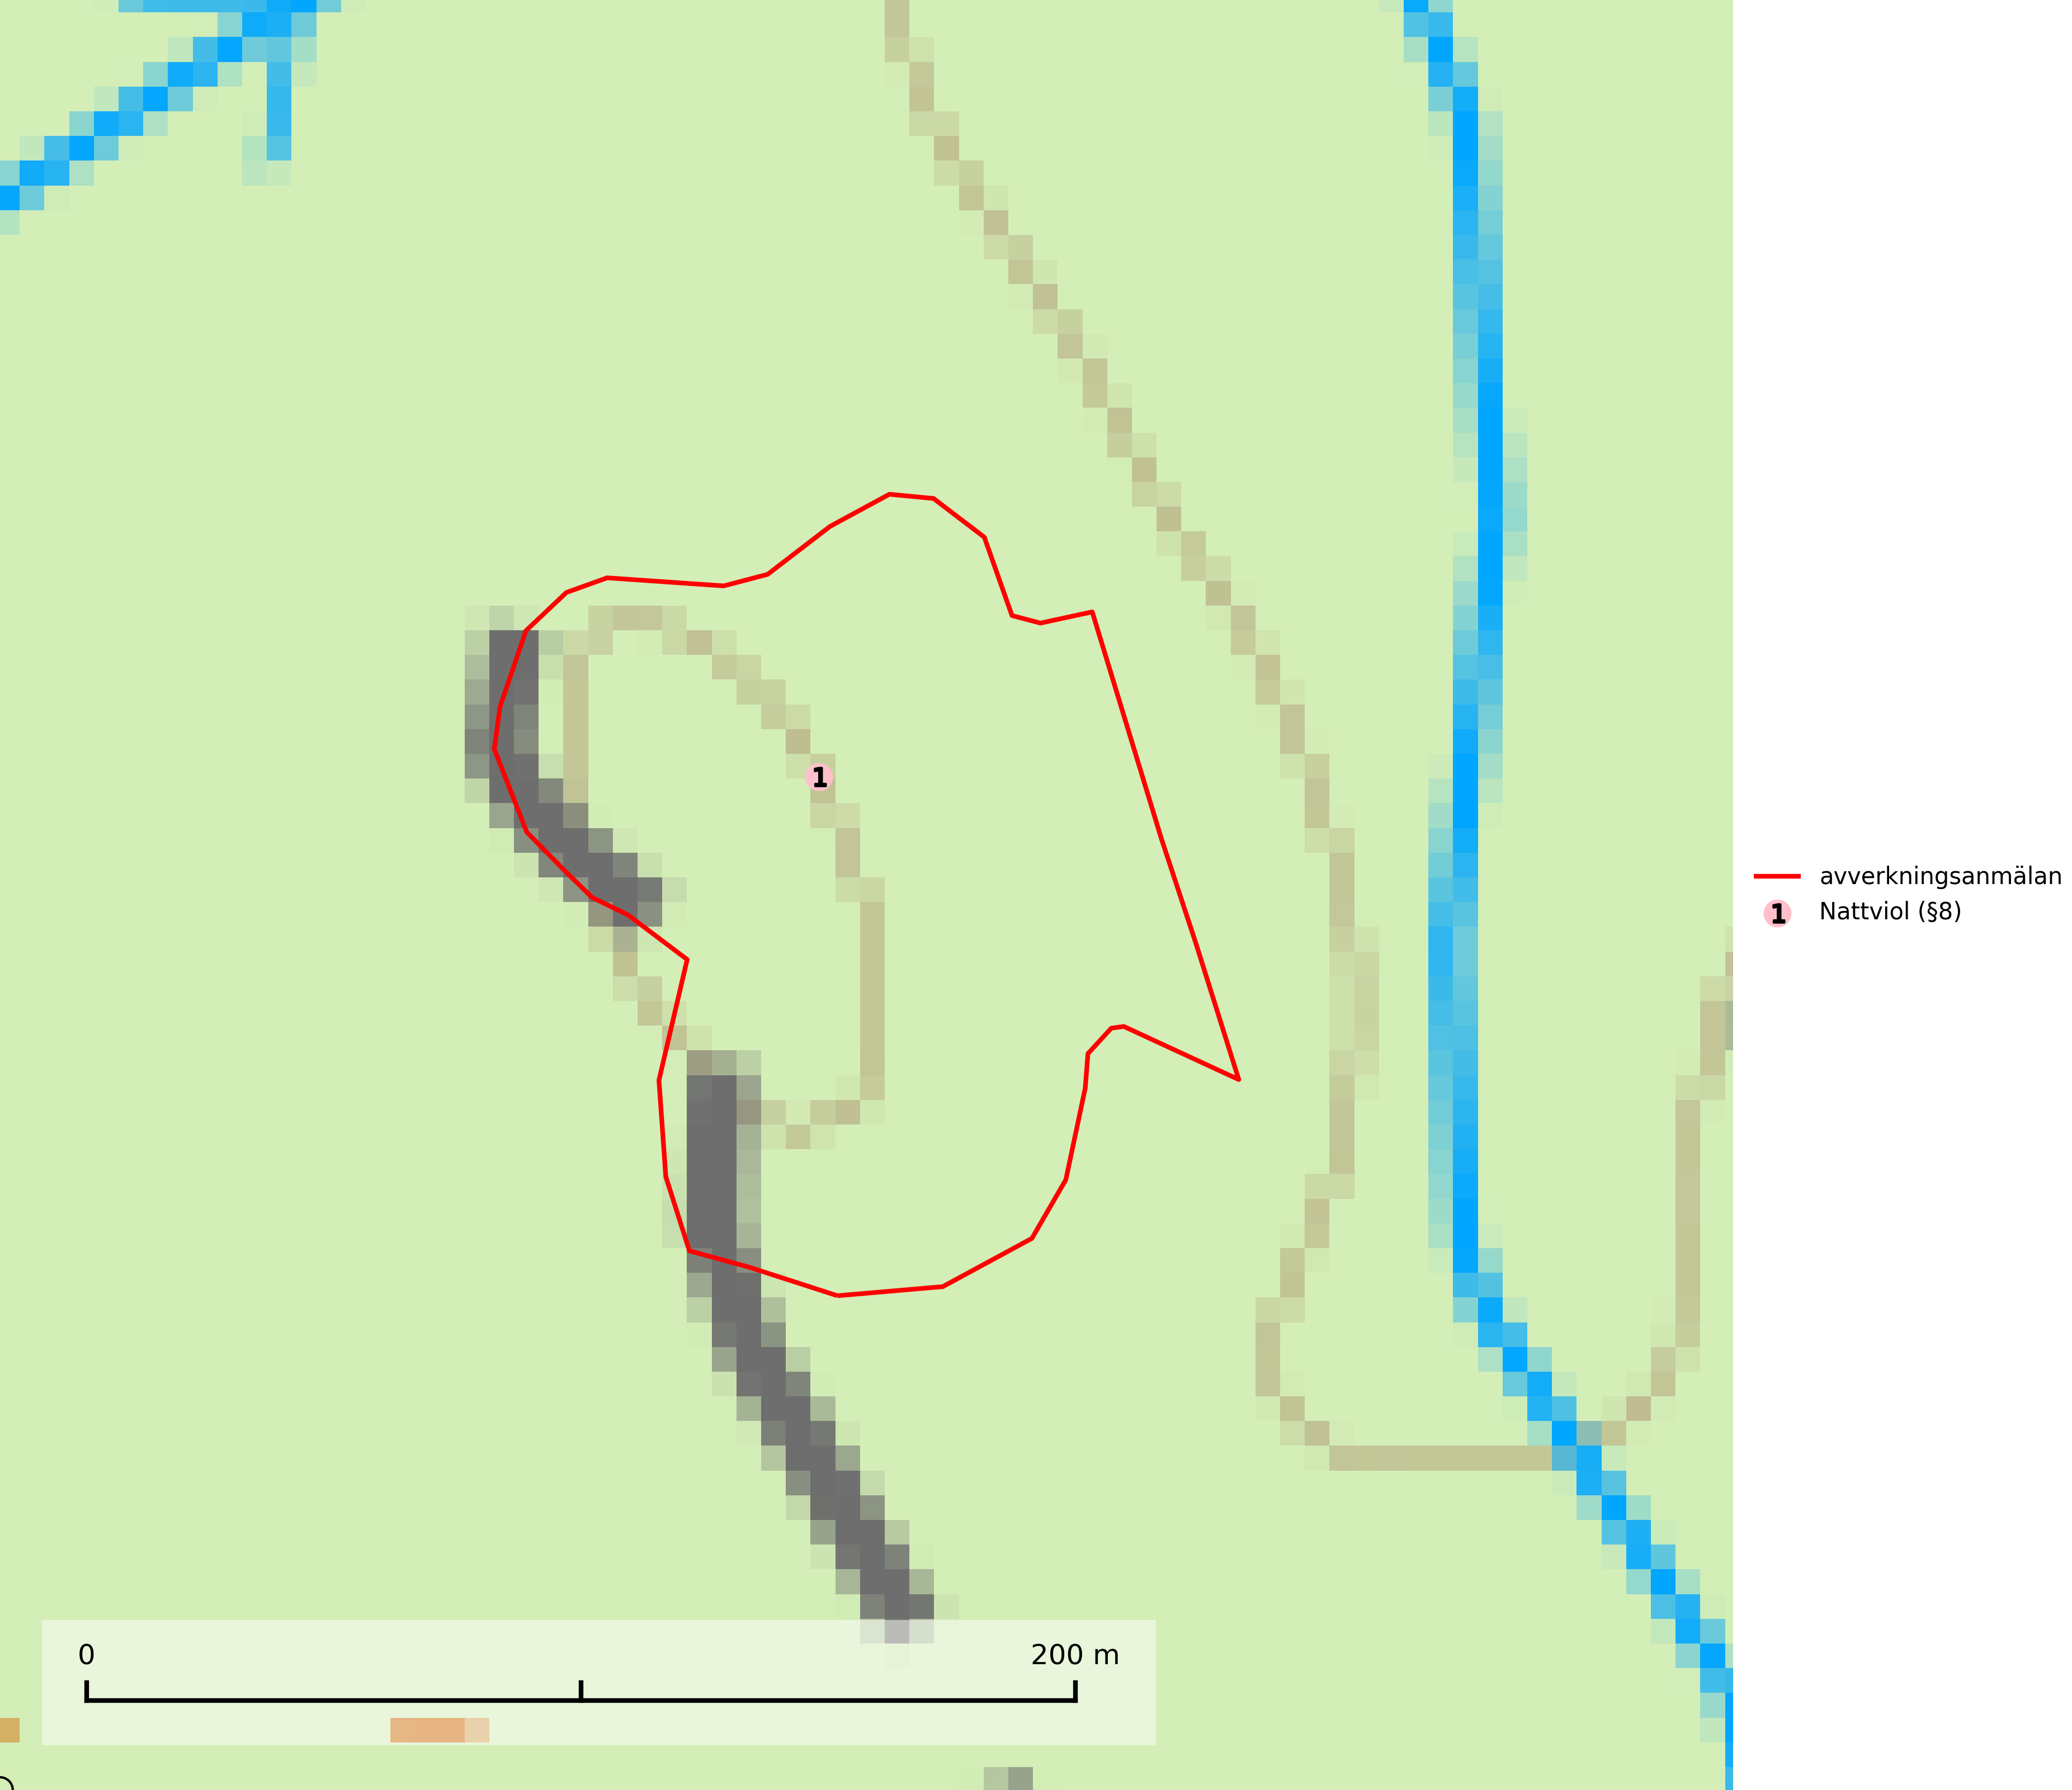 1
avverkningsanmälan
1 Nattviol (§8)
0 200 m